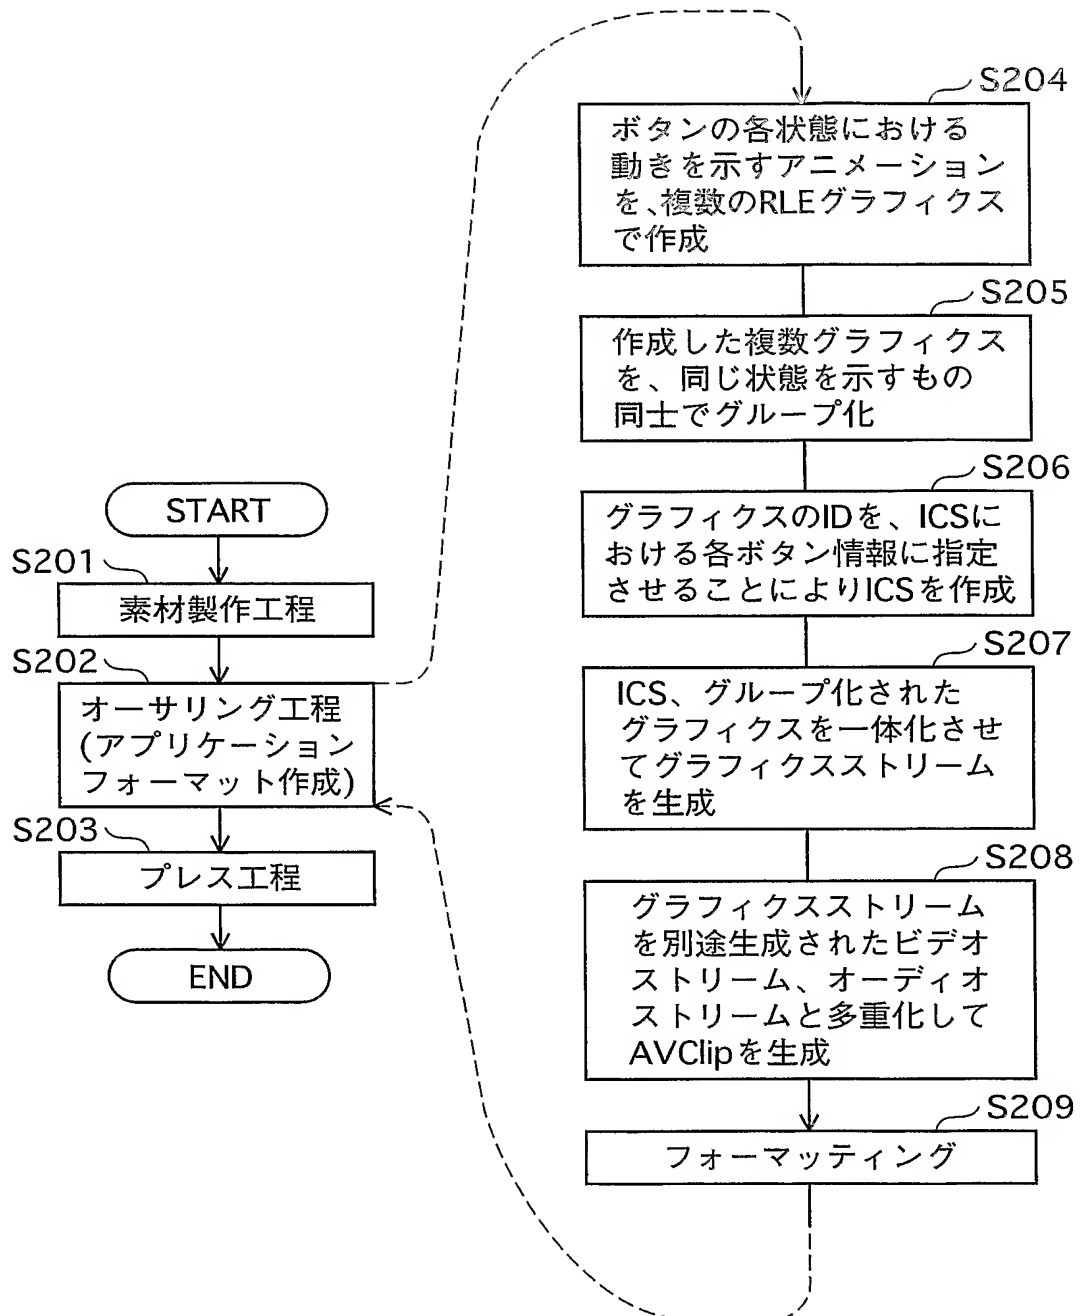 START
S201
素材製作工程
S202
オーサリング工程
(アプリケーション
フォーマット作成)
S203
プレス工程
END
S204
ボタンの各状態における
動きを示すアニメーション
を、複数のRLEグラフィクス
で作成
S205
作成した複数グラフィクス
を、同じ状態を示すもの
同士でグループ化
S206
グラフィクスのIDを、ICSに
おける各ボタン情報に指定
させることによりICSを作成
S207
ICS、グループ化された
グラフィクスを一体化させ
てグラフィクスストリーム
を生成
S208
グラフィクスストリーム
を別途生成されたビデオ
ストリーム、オーディオ
ストリームと多重化して
AVClipを生成
S209
フォーマッティング